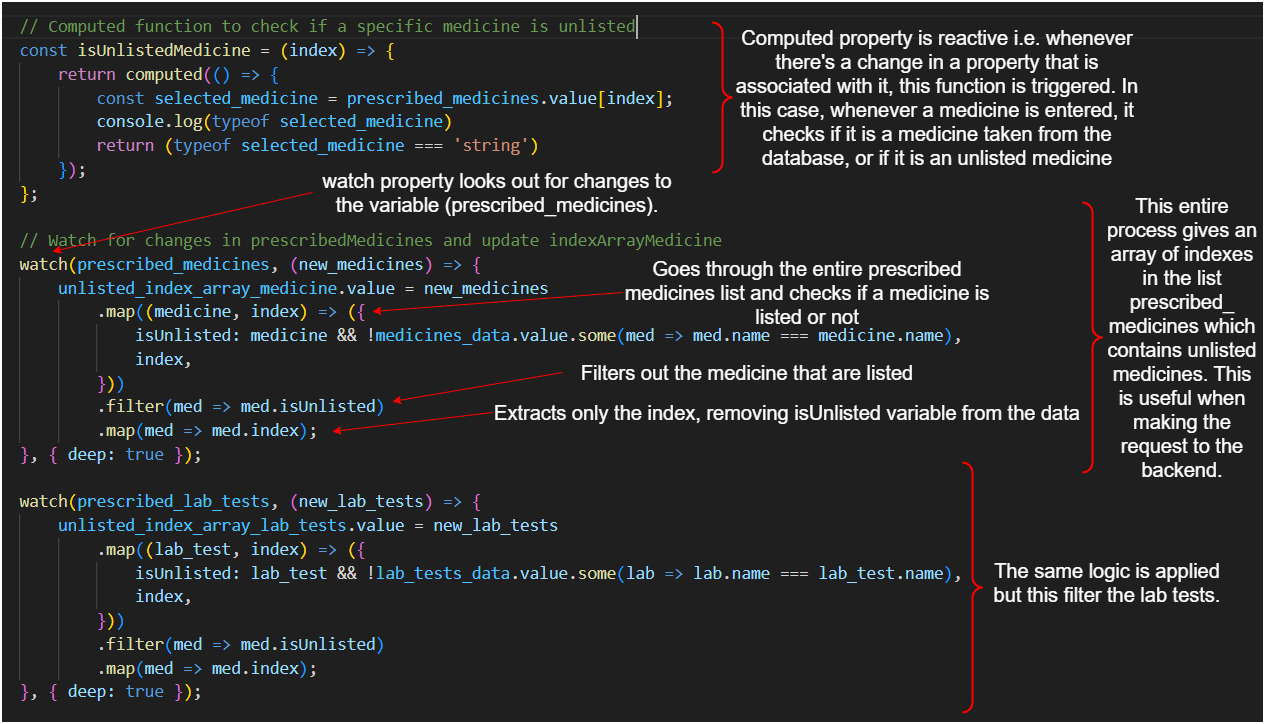 // Computed function to check if a specific medicine is unlisted
const isUnlistedMedicine = (index) => {
return computed(() => {
const selected_medicine = prescribed_medicines.value[index];
console.log(typeof selected_medicine)
return (typeof selected_medicine === 'string')
});
};
Computed property is reactive i.e. whenever
there's a change in a property that is
associated with it, this function is triggered. In
this case, whenever a medicine is entered, it
checks if it is a medicine taken from the
database, or if it is an unlisted medicine
watch property looks out for changes to
the variable (prescribed_medicines).
// Watch for changes in prescribedMedicines and update indexArrayMedicine
watch(prescribed_medicines, (new_medicines) => {
unlisted_index_array_medicine.value = new_medicines
.map((medicine, index) => ({
isUnlisted: medicine && !medicines_data.value.some(med => med.name === medicine.name),
index,
}))
.filter(med => med.isUnlisted)
.map(med => med.index);
}, { deep: true });
Goes through the entire prescribed
medicines list and checks if a medicine is
listed or not
Filters out the medicine that are listed
Extracts only the index, removing isUnlisted variable from the data
This entire
process gives an
array of indexes
in the list
prescribed_
medicines which
contains unlisted
medicines. This
is useful when
making the
request to the
backend.
watch(prescribed_lab_tests, (new_lab_tests) => {
unlisted_index_array_lab_tests.value = new_lab_tests
.map((lab_test, index) => ({
isUnlisted: lab_test && !lab_tests_data.value.some(lab => lab.name === lab_test.name),
index,
}))
.filter(med => med.isUnlisted)
.map(med => med.index);
}, { deep: true });
The same logic is applied
but this filter the lab tests.